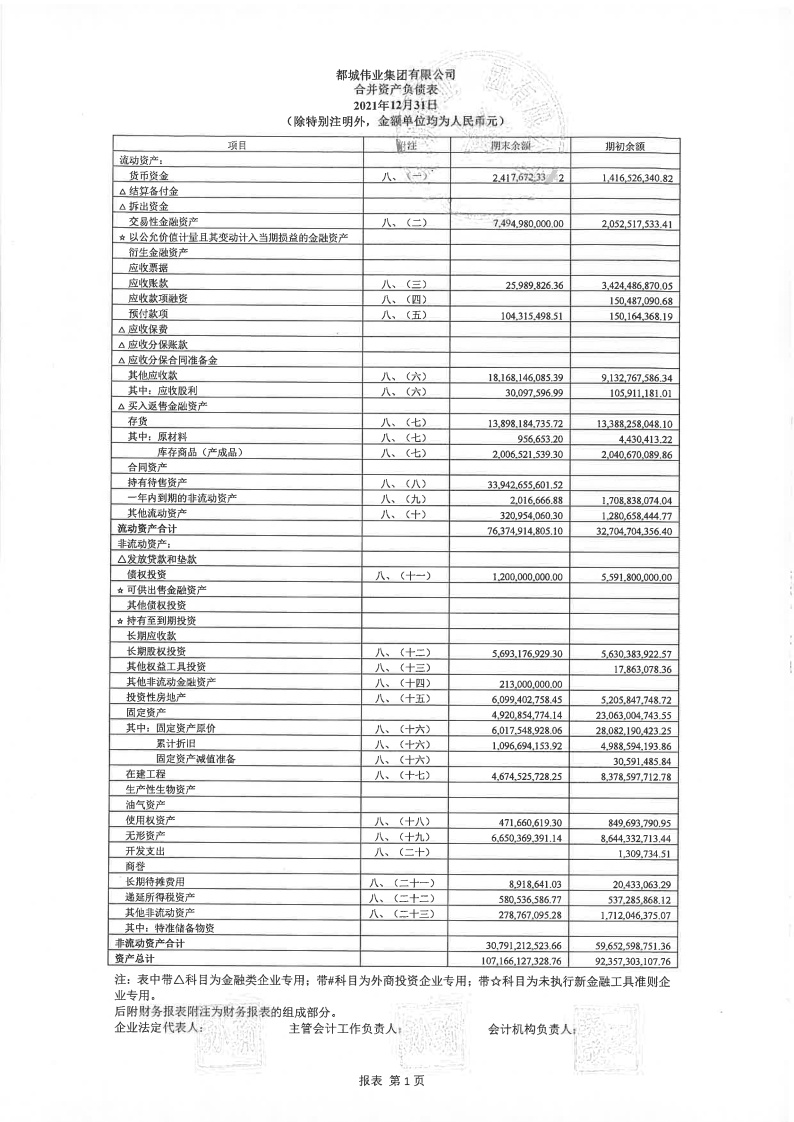 都城伟业集团有限公司
合并资产负债表
2021年12月31日
（除特别注明外，金额单位均为人民币元）
项目 附注 期末余额 期初余额
流动资产：
货币资金 八、（一） 2,417,672,33 2 1,416,526,340.82
△结算备付金
△拆出资金
交易性金融资产 八、（二） 7,494,980,000.00 2,052,517,533.41
☆以公允价值计量且其变动计入当期损益的金融资产
衍生金融资产
应收票据
应收账款 八、（三） 25,989,826.36 3,424,486,870.05
应收款项融资 八、（四） 150,487,090.68
预付款项 八、（五） 104,315,498.51 150,164,368.19
△应收保费
△应收分保账款
△应收分保合同准备金
其他应收款 八、（六） 18,168,146,085.39 9,132,767,586.34
其中：应收股利 八、（六） 30,097,596.99 105,911,181.01
△买入返售金融资产
存货 八、（七） 13,898,184,735.72 13,388,258,048.10
其中：原材料 八、（七） 956,653.20 4,430,413.22
库存商品（产成品） 八、（七） 2,006,521,539.30 2,040,670,089.86
合同资产
持有待售资产 八、（八） 33,942,655,601.52
一年内到期的非流动资产 八、（九） 2,016,666.88 1,708,838,074.04
其他流动资产 八、（十） 320,954,060.30 1,280,658,444.77
流动资产合计 76,374,914,805.10 32,704,704,356.40
非流动资产：
△发放贷款和垫款
债权投资 八、（十一） 1,200,000,000.00 5,591,800,000.00
☆可供出售金融资产
其他债权投资
☆持有至到期投资
长期应收款
长期股权投资 八、（十二） 5,693,176,929.30 5,630,383,922.57
其他权益工具投资 八、（十三） 17,863,078.36
其他非流动金融资产 八、（十四） 213,000,000.00
投资性房地产 八、（十五） 6,099,402,758.45 5,205,847,748.72
固定资产 4,920,854,774.14 23,063,004,743.55
其中：固定资产原价 八、（十六） 6,017,548,928.06 28,082,190,423.25
累计折旧 八、（十六） 1,096,694,153.92 4,988,594,193.86
固定资产减值准备 八、（十六） 30,591,485.84
在建工程 八、（十七） 4,674,525,728.25 8,378,597,712.78
生产性生物资产
油气资产
使用权资产 八、（十八） 471,660,619.30 849,693,790.95
无形资产 八、（十九） 6,650,369,391.14 8,644,332,713.44
开发支出 八、（二十） 1,309,734.51
商誉
长期待摊费用 八、（二十一） 8,918,641.03 20,433,063.29
递延所得税资产 八、（二十二） 580,536,586.77 537,285,868.12
其他非流动资产 八、（二十三） 278,767,095.28 1,712,046,375.07
其中：特准储备物资
非流动资产合计 30,791,212,523.66 59,652,598,751.36
资产总计 107,166,127,328.76 92,357,303,107.76
注：表中带△科目为金融类企业专用；带#科目为外商投资企业专用；带☆科目为未执行新金融工具准则企
业专用。
后附财务报表附注为财务报表的组成部分。
企业法定代表人： 主管会计工作负责人： 会计机构负责人：
报表 第1页